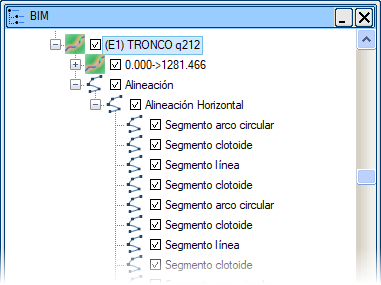 BIM
(E1) TRONCO q212
0.000->1281.466
Alineación
Alineación Horizontal
Segmento arco circular
Segmento clotoide
Segmento línea
Segmento clotoide
Segmento arco circular
Segmento clotoide
Segmento línea
Segmento clotoide